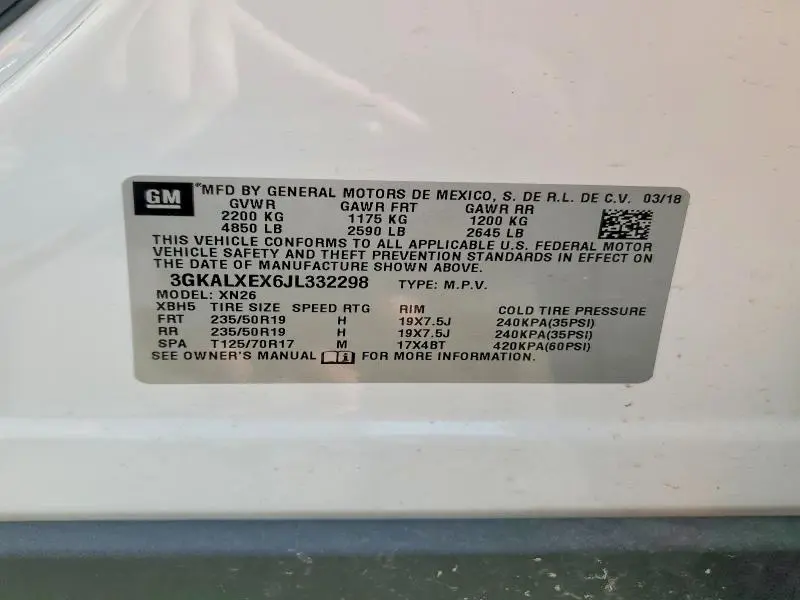 GM
*MFD BY GENERAL MOTORS DE MEXICO, S. DE R.L. DE C.V. 03/18
GVWR GAWR FRT GAWR RR
2200 KG 1175 KG 1200 KG
4850 LB 2590 LB 2645 LB
THIS VEHICLE CONFORMS TO ALL APPLICABLE U.S. FEDERAL MOTOR
VEHICLE SAFETY AND THEFT PREVENTION STANDARDS IN EFFECT ON
THE DATE OF MANUFACTURE SHOWN ABOVE.
3GKALXEX6JL332298 TYPE: M.P.V.
MODEL: XN26
XBH5 TIRE SIZE SPEED RTG RIM COLD TIRE PRESSURE
FRT 235/50R19 H 19X7.5J 240KPA(35PSI)
RR 235/50R19 H 19X7.5J 240KPA(35PSI)
SPA T125/70R17 M 17X4BT 420KPA(60PSI)
SEE OWNER'S MANUAL FOR MORE INFORMATION.